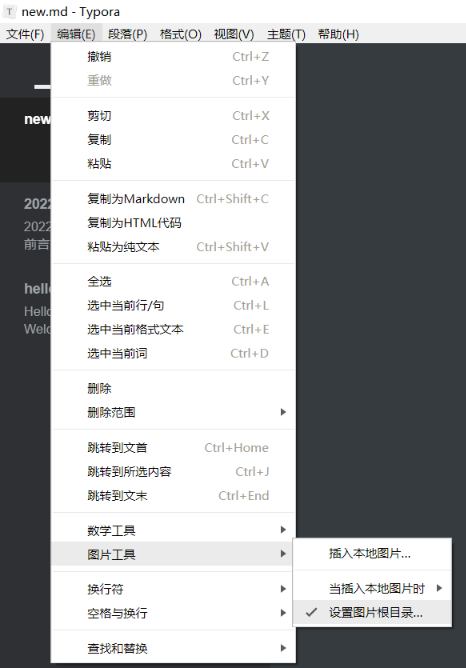 T new.md - Typora
文件(F) 编辑(E) 段落(P) 格式(O) 视图(V) 主题(T) 帮助(H)
撤销 Ctrl+Z
重做 Ctrl+Y
剪切 Ctrl+X
new
复制 Ctrl+C
粘贴 Ctrl+V
复制为Markdown Ctrl+Shift+C
2022
复制为HTML代码
2022
粘贴为纯文本 Ctrl+Shift+V
前言
全选 Ctrl+A
hello
选中当前行/句 Ctrl+L
Hello
选中当前格式文本 Ctrl+E
Welc
选中当前词 Ctrl+D
删除
删除范围
跳转到文首 Ctrl+Home
跳转到所选内容 Ctrl+J
跳转到文末 Ctrl+End
数学工具
图片工具
插入本地图片...
换行符
当插入本地图片时
空格与换行
设置图片根目录...
查找和替换